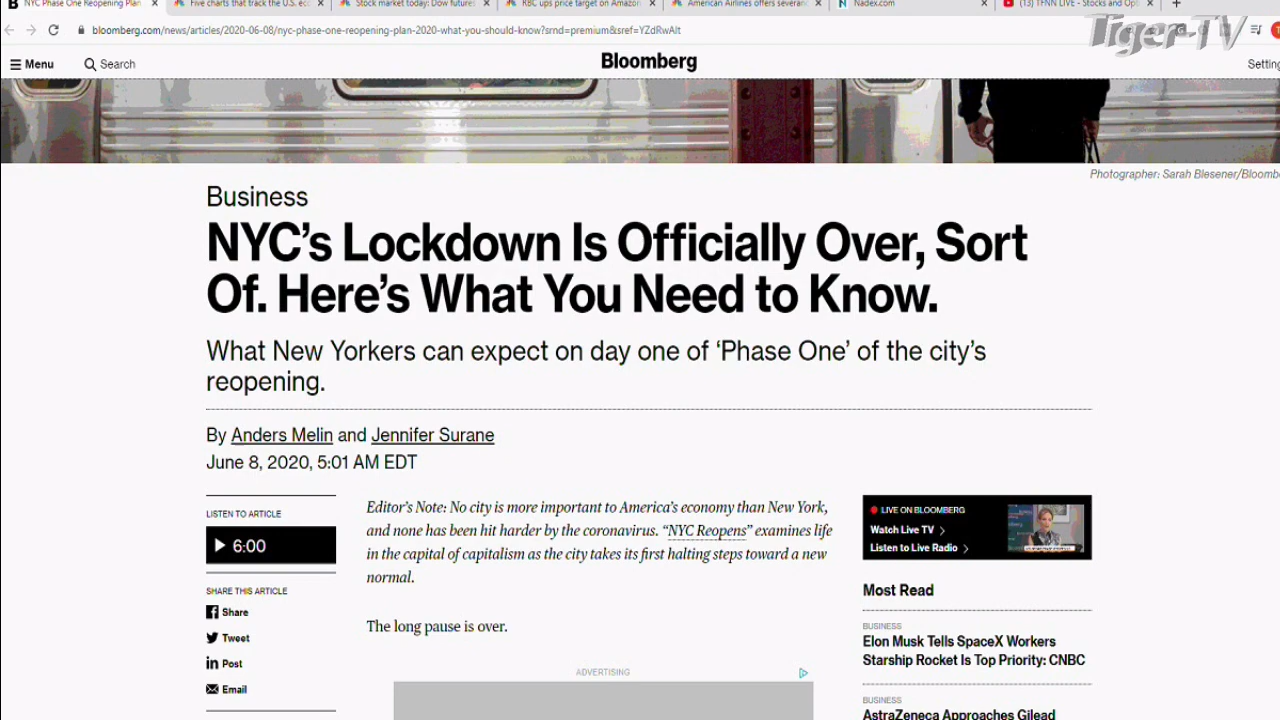 NYC Phase One Reopening Plan
Five charts that track the U.S. ec
Stock market today: Dow futures
RBC ups price target on Amazon
American Airlines offers severan
Nadex.com
(13) TFNN LIVE - Stocks and Opt
Tiger-TV
bloomberg.com/news/articles/2020-06-08/nyc-phase-one-reopening-plan-2020-what-you-should-know?srnd=premium&sref=YZdRwAlt
Menu
Search
Bloomberg
Setting
Photographer: Sarah Blesener/Bloomb
Business
NYC’s Lockdown Is Officially Over, Sort
Of. Here’s What You Need to Know.
What New Yorkers can expect on day one of ‘Phase One’ of the city’s
reopening.
By Anders Melin and Jennifer Surane
June 8, 2020, 5:01 AM EDT
LISTEN TO ARTICLE
6:00
SHARE THIS ARTICLE
Share
Tweet
Post
Email
Editor’s Note: No city is more important to America’s economy than New York,
and none has been hit harder by the coronavirus. “NYC Reopens” examines life
in the capital of capitalism as the city takes its first halting steps toward a new
normal.
The long pause is over.
ADVERTISING
LIVE ON BLOOMBERG
Watch Live TV
Listen to Live Radio
Most Read
BUSINESS
Elon Musk Tells SpaceX Workers
Starship Rocket Is Top Priority: CNBC
BUSINESS
AstraZeneca Approaches Gilead